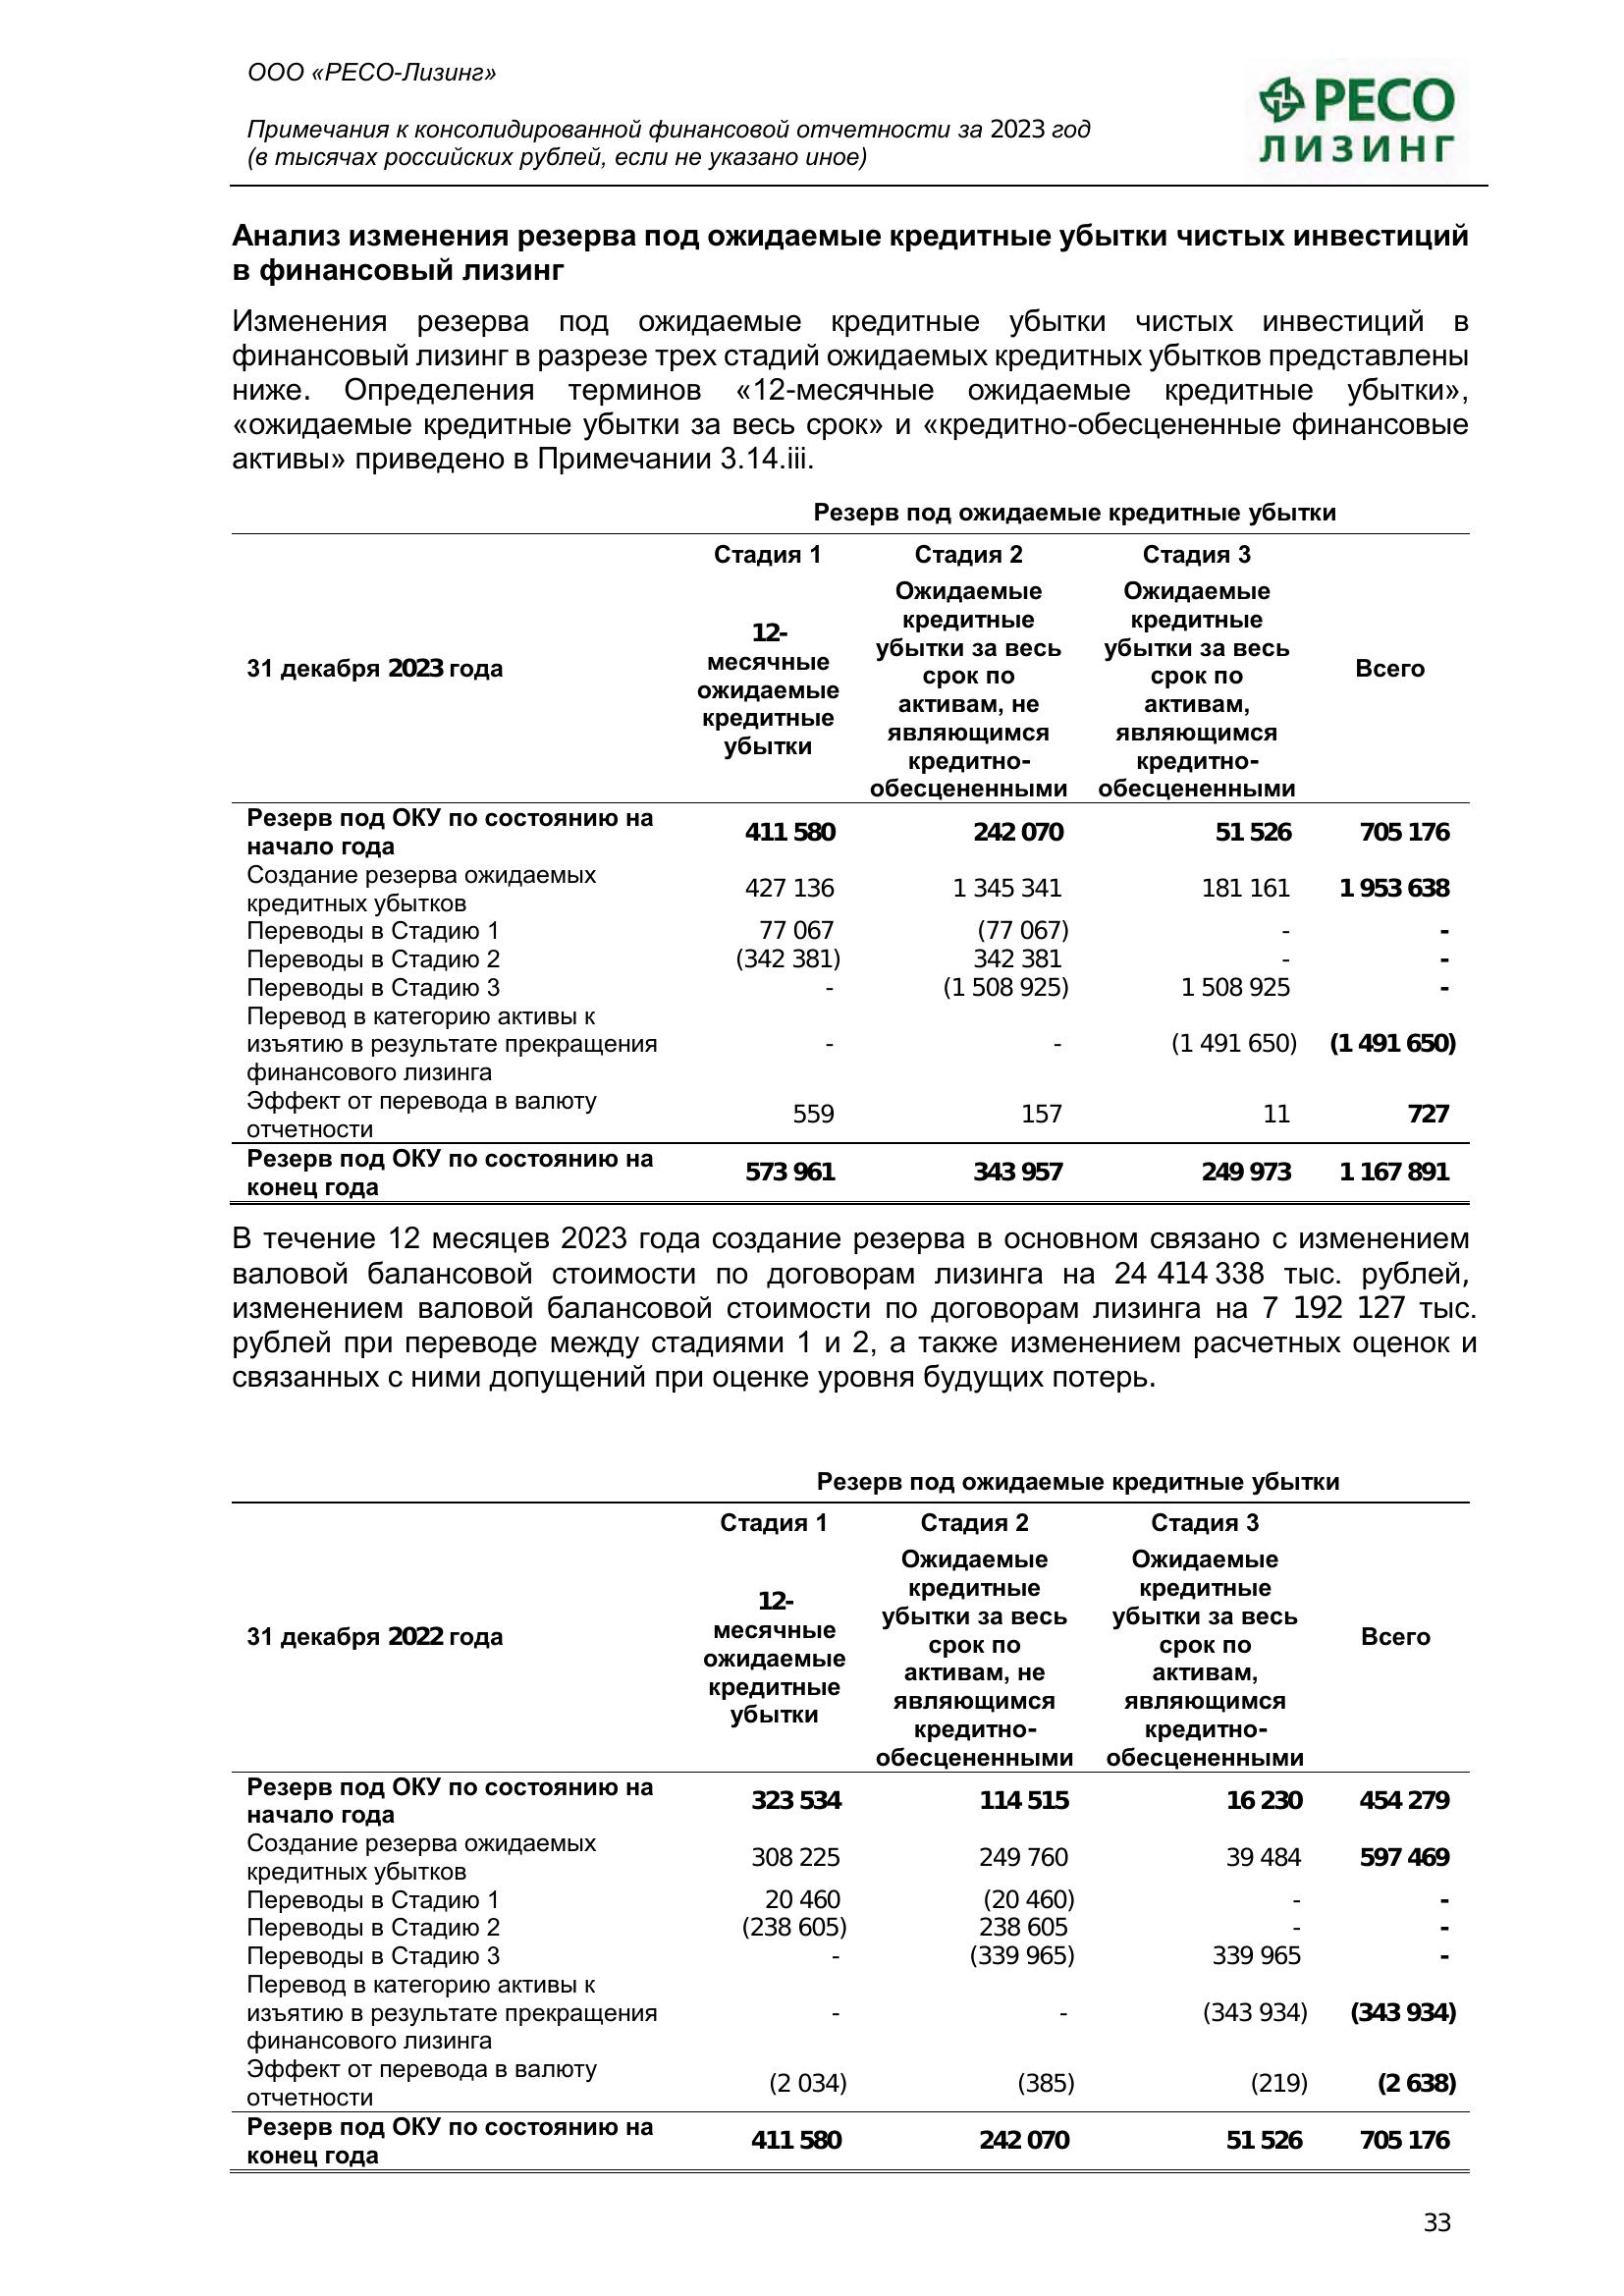 ООО «РЕСО-Лизинг»
РЕСО
ЛИЗИНГ
Примечания к консолидированной финансовой отчетности за 2023 год
(в тысячах российских рублей, если не указано иное)
Анализ изменения резерва под ожидаемые кредитные убытки чистых инвестиций
в финансовый лизинг
Изменения резерва под ожидаемые кредитные убытки чистых инвестиций в
финансовый лизинг в разрезе трех стадий ожидаемых кредитных убытков представлены
ниже. Определения терминов «12-месячные ожидаемые кредитные убытки»,
«ожидаемые кредитные убытки за весь срок» и «кредитно-обесцененные финансовые
активы» приведено в Примечании 3.14.iii.
Резерв под ожидаемые кредитные убытки
Стадия 1 Стадия 2 Стадия 3
31 декабря 2023 года
12-
месячные
ожидаемые
кредитные
убытки
Ожидаемые
кредитные
убытки за весь
срок по
активам, не
являющимся
кредитно-
обесцененными
Ожидаемые
кредитные
убытки за весь
срок по
активам,
являющимся
кредитно-
обесцененными
Всего
Резерв под ОКУ по состоянию на
начало года 411 580 242 070 51 526 705 176
Создание резерва ожидаемых
кредитных убытков 427 136 1 345 341 181 161 1 953 638
Переводы в Стадию 1 77 067 (77 067) - -
Переводы в Стадию 2 (342 381) 342 381 - -
Переводы в Стадию 3 - (1 508 925) 1 508 925 -
Перевод в категорию активы к
изъятию в результате прекращения - - (1 491 650) (1 491 650)
финансового лизинга
Эффект от перевода в валюту
отчетности 559 157 11 727
Резерв под ОКУ по состоянию на
конец года 573 961 343 957 249 973 1 167 891
В течение 12 месяцев 2023 года создание резерва в основном связано с изменением
валовой балансовой стоимости по договорам лизинга на 24 414 338 тыс. рублей,
изменением валовой балансовой стоимости по договорам лизинга на 7 192 127 тыс.
рублей при переводе между стадиями 1 и 2, а также изменением расчетных оценок и
связанных с ними допущений при оценке уровня будущих потерь.
Резерв под ожидаемые кредитные убытки
Стадия 1 Стадия 2 Стадия 3
31 декабря 2022 года
12-
месячные
ожидаемые
кредитные
убытки
Ожидаемые
кредитные
убытки за весь
срок по
активам, не
являющимся
кредитно-
обесцененными
Ожидаемые
кредитные
убытки за весь
срок по
активам,
являющимся
кредитно-
обесцененными
Всего
Резерв под ОКУ по состоянию на
начало года 323 534 114 515 16 230 454 279
Создание резерва ожидаемых
кредитных убытков 308 225 249 760 39 484 597 469
Переводы в Стадию 1 20 460 (20 460) - -
Переводы в Стадию 2 (238 605) 238 605 - -
Переводы в Стадию 3 - (339 965) 339 965 -
Перевод в категорию активы к
изъятию в результате прекращения - - (343 934) (343 934)
финансового лизинга
Эффект от перевода в валюту
отчетности (2 034) (385) (219) (2 638)
Резерв под ОКУ по состоянию на
конец года 411 580 242 070 51 526 705 176
33